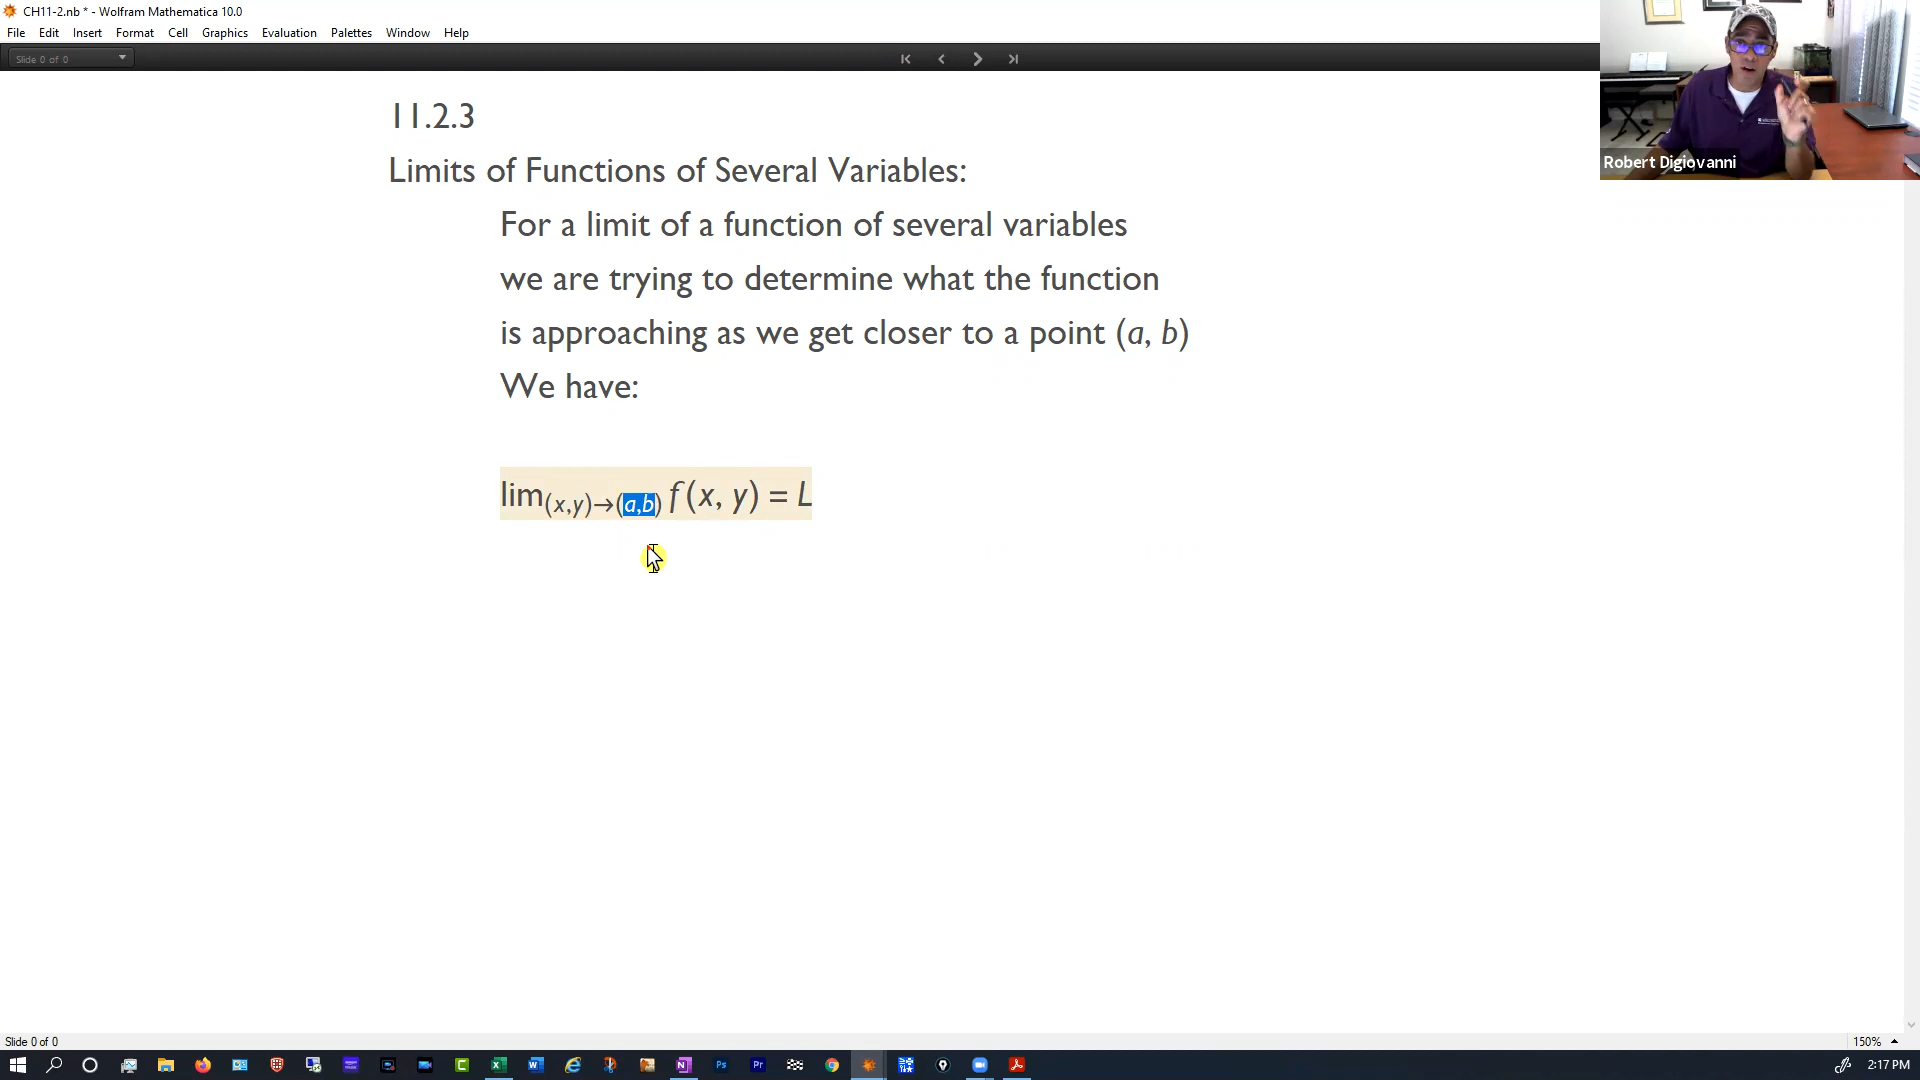 CH11-2.nb * - Wolfram Mathematica 10.0
File Edit Insert Format Cell Graphics Evaluation Palettes Window Help
Slide 0 of 0
11.2.3
Limits of Functions of Several Variables:
For a limit of a function of several variables
we are trying to determine what the function
is approaching as we get closer to a point (a, b)
We have:
lim(x,y)→(a,b) f(x, y) = L
Robert Digiovanni
Slide 0 of 0
150%
2:17 PM